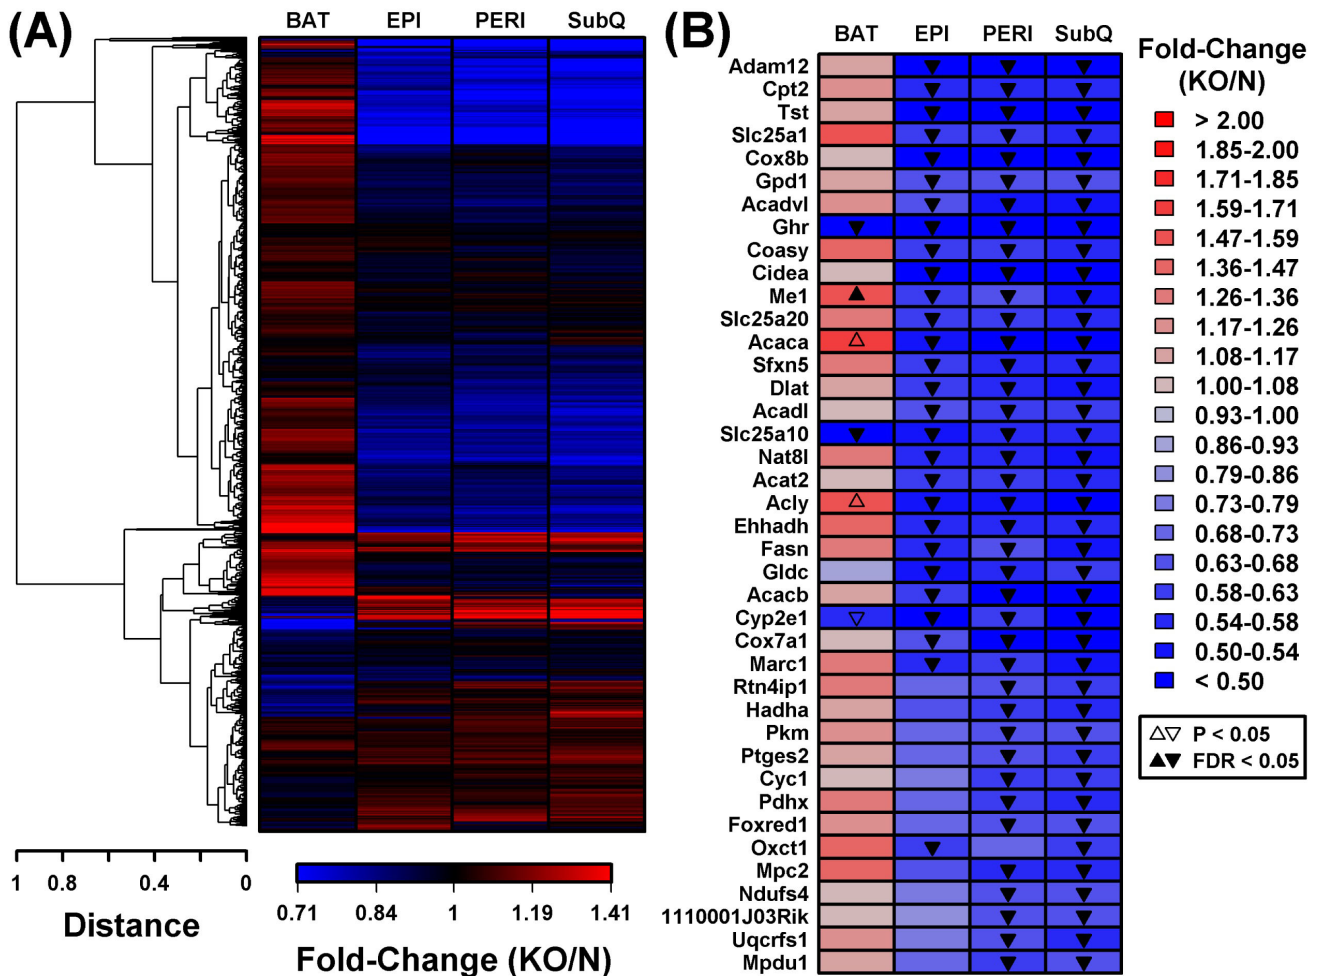 (A)
BAT EPI PERI SubQ
1 0.8 0.4 0
Distance
0.71 0.84 1 1.19 1.41
Fold-Change (KO/N)
(B)
BAT EPI PERI SubQ
Adam12
Cpt2
Tst
Slc25a1
Cox8b
Gpd1
Acadvl
Ghr
Coasy
Cidea
Me1
Slc25a20
Acaca
Sfxn5
Dlat
Acadl
Slc25a10
Nat8l
Acat2
Acly
Ehhadh
Fasn
Gldc
Acacb
Cyp2e1
Cox7a1
Marc1
Rtn4ip1
Hadha
Pkm
Ptges2
Cyc1
Pdhx
Foxred1
Oxct1
Mpc2
Ndufs4
1110001J03Rik
Uqcrfs1
Mpdu1
Fold-Change
(KO/N)
> 2.00
1.85-2.00
1.71-1.85
1.59-1.71
1.47-1.59
1.36-1.47
1.26-1.36
1.17-1.26
1.08-1.17
1.00-1.08
0.93-1.00
0.86-0.93
0.79-0.86
0.73-0.79
0.68-0.73
0.63-0.68
0.58-0.63
0.54-0.58
0.50-0.54
< 0.50
△▽ P < 0.05
▲▼ FDR < 0.05